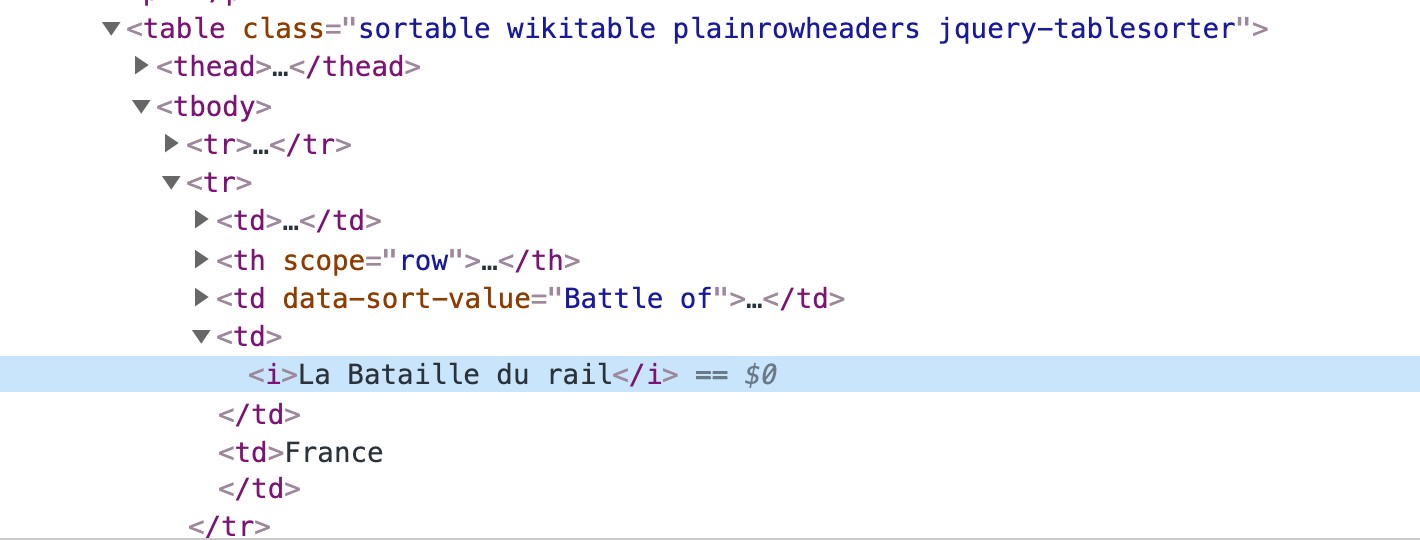 <table class="sortable wikitable plainrowheaders jquery-tablesorter">
<thead>…</thead>
<tbody>
<tr>…</tr>
<tr>
<td>…</td>
<th scope="row">…</th>
<td data-sort-value="Battle of">…</td>
<td>
<i>La Bataille du rail</i> == $0
</td>
<td>France
</td>
</tr>